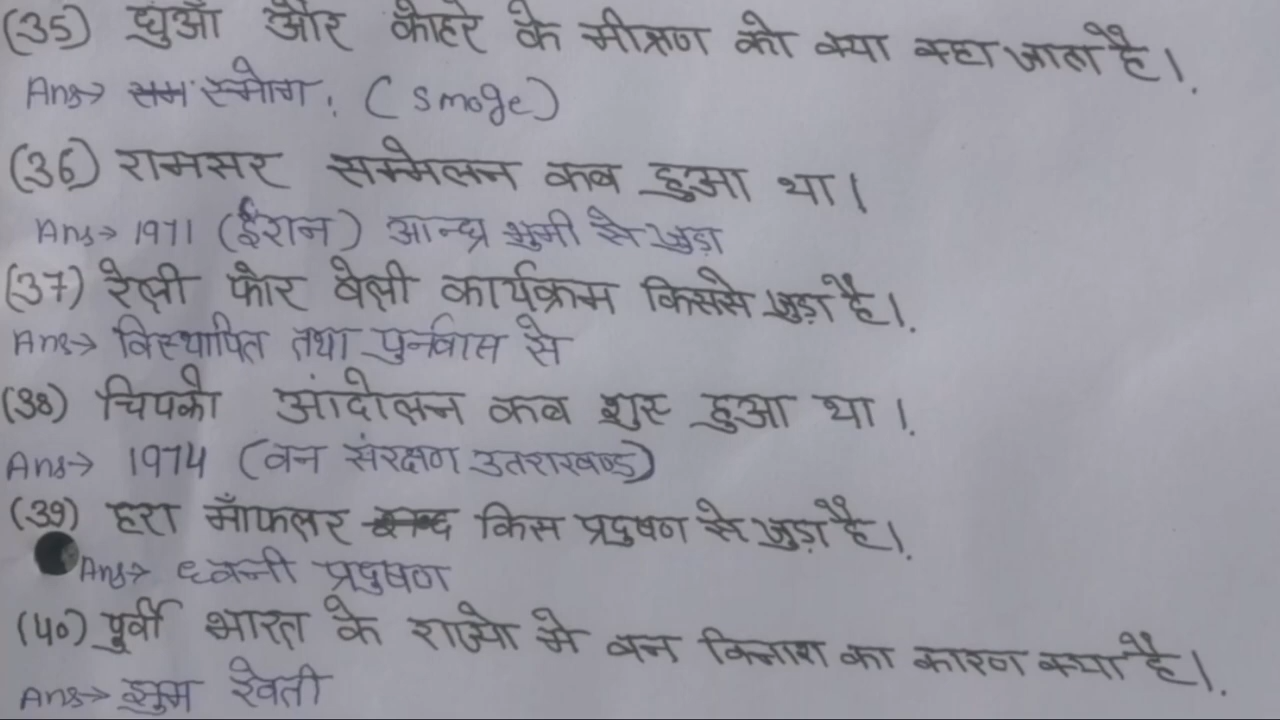 (35) धुआँ और कोहरे के मीश्रण को क्या कहा जाता है।
Ans→ स्मोग. (smoge)
(36) रामसर सम्मेलन कब हुआ था।
Ans→ 1971 (ईरान) आन्द्र भुमी से जुड़ा
(37) रैली फोर वेली कार्यक्रम किससे जुड़ा है।
Ans→ विस्थापित तथा पुर्नवास से
(38) चिपको आंदोलन कब शुरु हुआ था।
Ans→ 1974 (वन संरक्षण उतराखण्ड)
(39) हरा मँफलर किस प्रदुषण से जुड़ा है।
Ans→ ध्वनी प्रदुषण
(40) पूर्वी भारत के राज्यो मे वन विनाश का कारण क्या है।
Ans→ झुम खेती